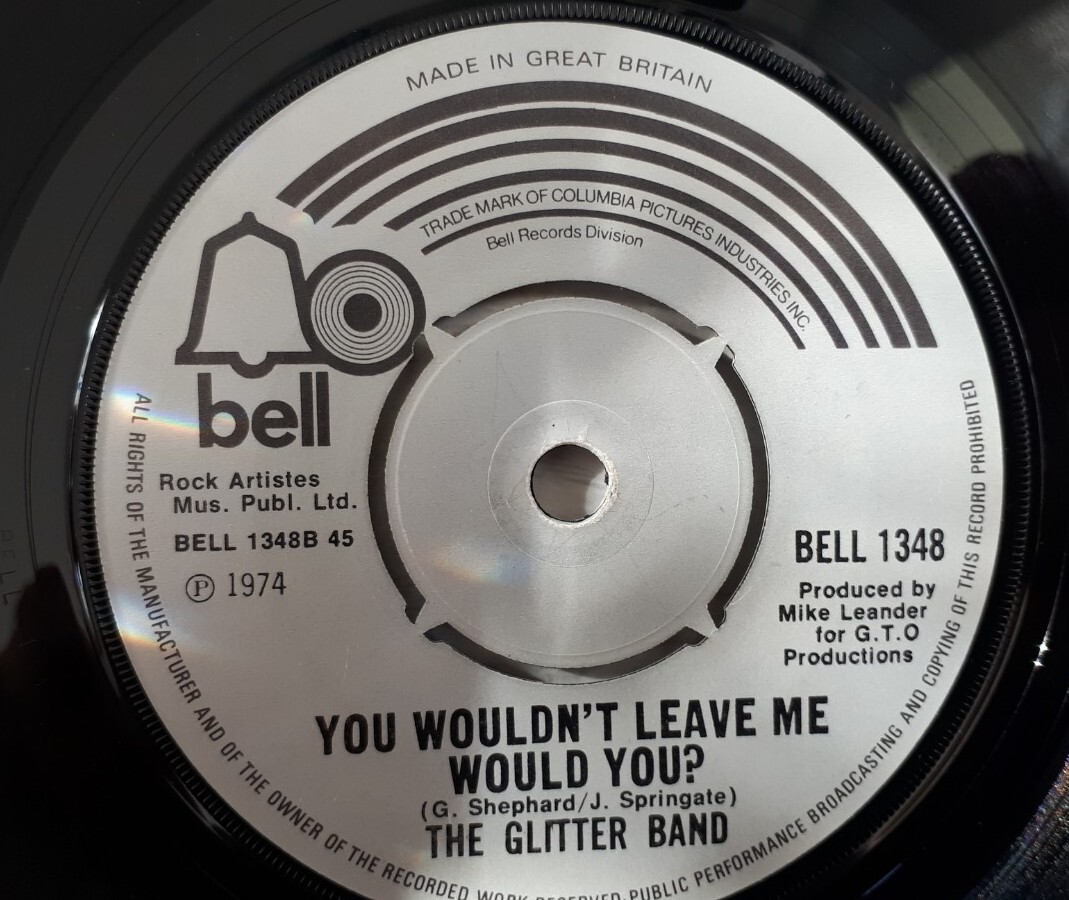 MADE IN GREAT BRITAIN
TRADE MARK OF COLUMBIA PICTURES INDUSTRIES INC.
Bell Records Division
bell
Rock Artistes
Mus. Publ. Ltd.
BELL 1348B 45
Ⓟ 1974
BELL 1348
Produced by
Mike Leander
for G.T.O
Productions
YOU WOULDN'T LEAVE ME
WOULD YOU?
(G. Shephard/J. Springate)
THE GLITTER BAND
ALL RIGHTS OF THE MANUFACTURER AND OF THE OWNER OF THE RECORDED WORK RESERVED. PUBLIC PERFORMANCE BROADCASTING AND COPYING OF THIS RECORD PROHIBITED
BELL